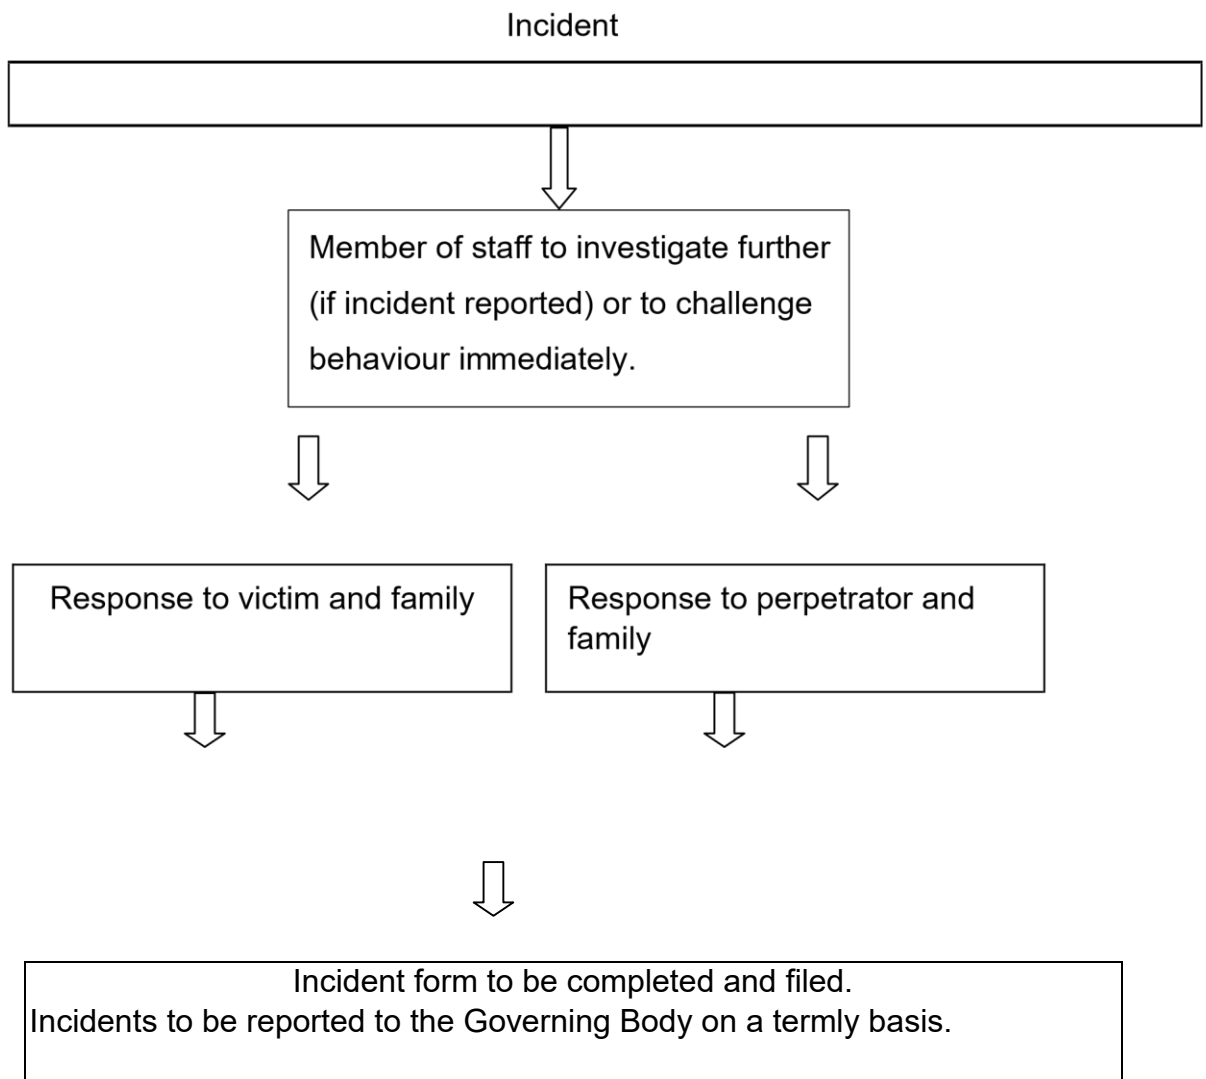 Incident
Member of staff to investigate further
(if incident reported) or to challenge
behaviour immediately.
Response to victim and family
Response to perpetrator and
family
Incident form to be completed and filed.
Incidents to be reported to the Governing Body on a termly basis.